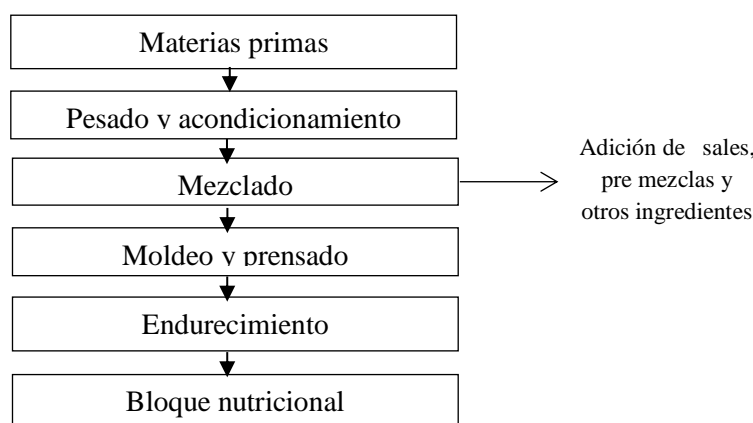 Materias primas
Pesado y acondicionamiento
Mezclado
Adición de sales,
pre mezclas y
otros ingredientes
Moldeo y prensado
Endurecimiento
Bloque nutricional